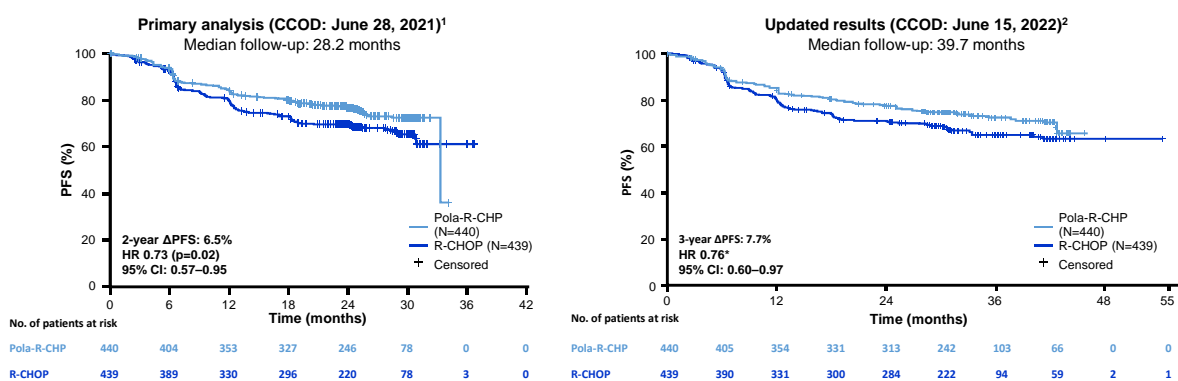 Primary analysis (CCOD: June 28, 2021)¹
Median follow-up: 28.2 months
PFS (%)
100
80
60
40
20
0
2-year ΔPFS: 6.5%
HR 0.73 (p=0.02)
95% CI: 0.57–0.95
Pola-R-CHP
(N=440)
R-CHOP (N=439)
Censored
0 6 12 18 24 30 36 42
Time (months)
No. of patients at risk
Pola-R-CHP 440 404 353 327 246 78 0 0
R-CHOP 439 389 330 296 220 78 3 0
Updated results (CCOD: June 15, 2022)²
Median follow-up: 39.7 months
PFS (%)
100
80
60
40
20
0
3-year ΔPFS: 7.7%
HR 0.76*
95% CI: 0.60–0.97
Pola-R-CHP
(N=440)
R-CHOP (N=439)
Censored
0 12 24 36 48 55
Time (months)
No. of patients at risk
Pola-R-CHP 440 405 354 331 313 242 103 66 0 0
R-CHOP 439 390 331 300 284 222 94 59 2 1